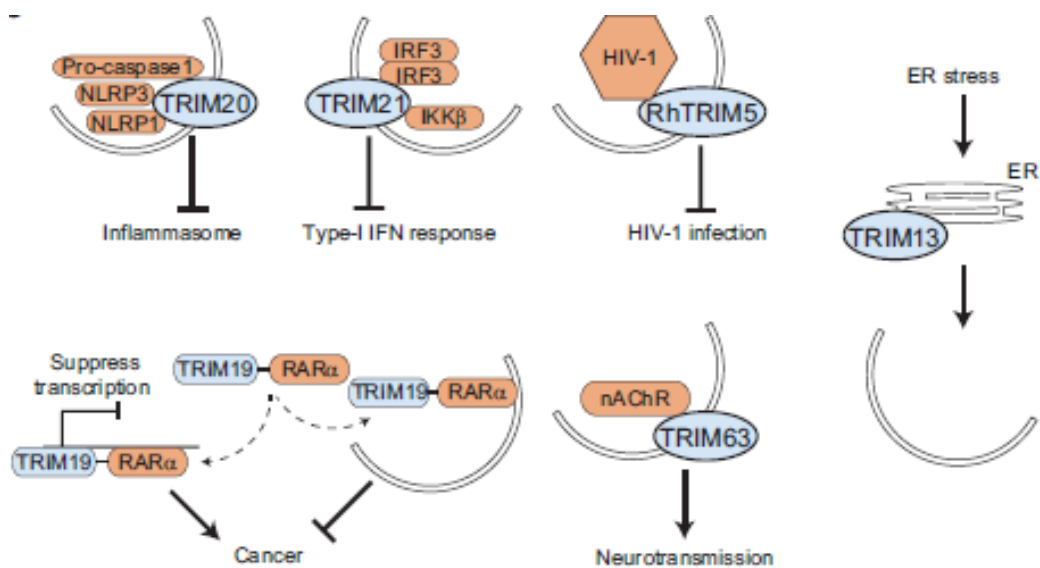 Pro-caspase1
NLRP3
NLRP1
TRIM20
Inflammasome
IRF3
IRF3
TRIM21
IKKβ
Type-I IFN response
HIV-1
RhTRIM5
HIV-1 infection
ER stress
ER
TRIM13
Suppress
transcription
TRIM19
RARα
TRIM19
RARα
TRIM19
RARα
Cancer
nAChR
TRIM63
Neurotransmission